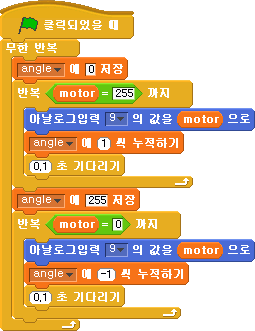 클릭되었을 때
무한 반복
angle 에 0 저장
반복 motor = 255 까지
아날로그입력 9 의 값을 motor 으로
angle 에 1 씩 누적하기
0.1 초 기다리기
angle 에 255 저장
반복 motor = 0 까지
아날로그입력 9 의 값을 motor 으로
angle 에 -1 씩 누적하기
0.1 초 기다리기